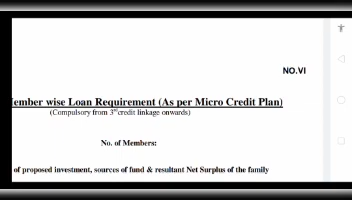 NO.VI
ember wise Loan Requirement (As per Micro Credit Plan)
(Compulsory from 3rd credit linkage onwards)
No. of Members:
of proposed investment, sources of fund & resultant Net Surplus of the family